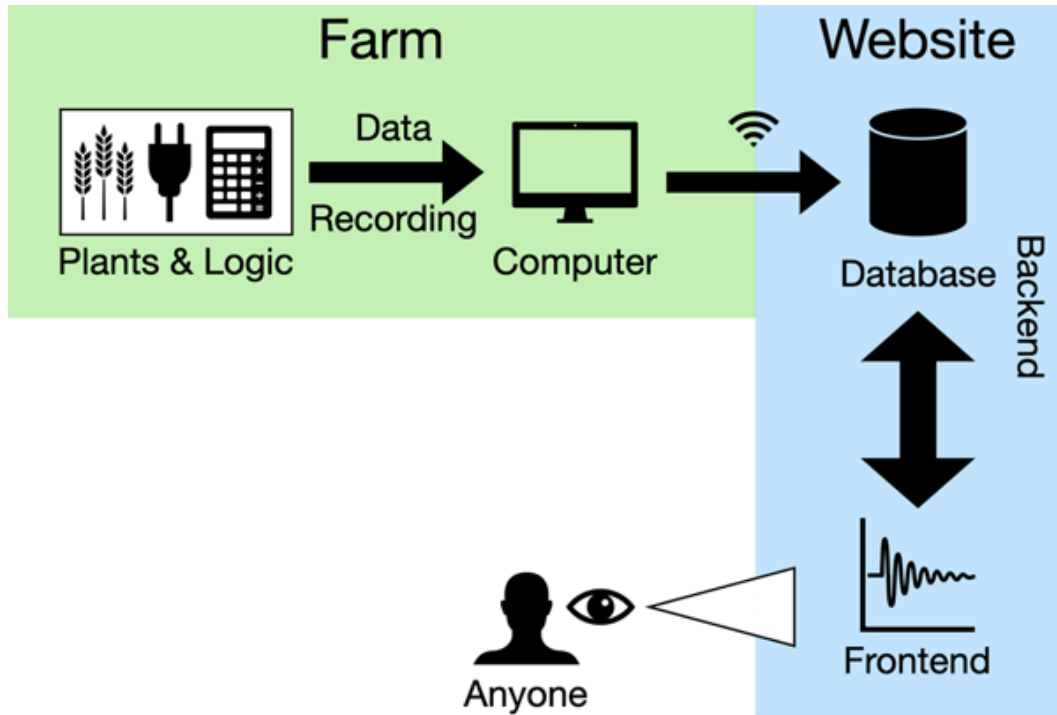 Farm
Website
Data
Recording
Plants & Logic
Computer
Database
Backend
Frontend
Anyone